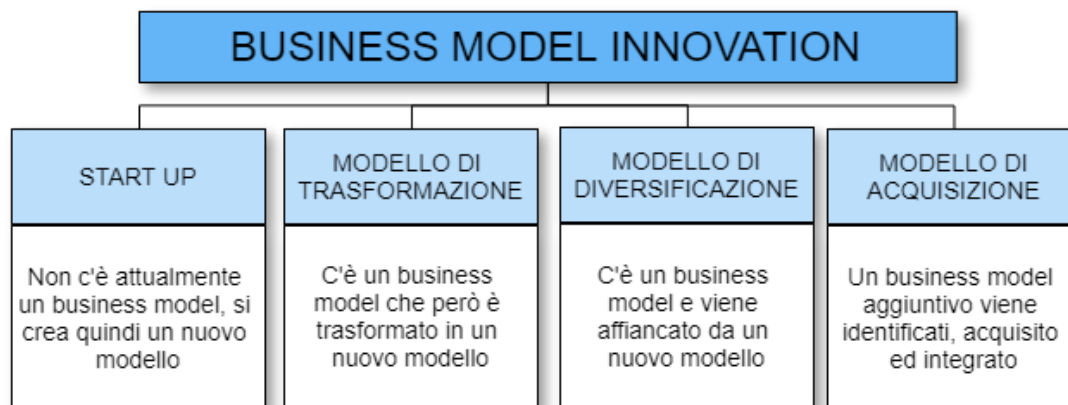 BUSINESS MODEL INNOVATION
START UP
Non c'è attualmente
un business model, si
crea quindi un nuovo
modello
MODELLO DI
TRASFORMAZIONE
C'è un business
model che però è
trasformato in un
nuovo modello
MODELLO DI
DIVERSIFICAZIONE
C'è un business
model e viene
affiancato da un
nuovo modello
MODELLO DI
ACQUISIZIONE
Un business model
aggiuntivo viene
identificati, acquisito
ed integrato